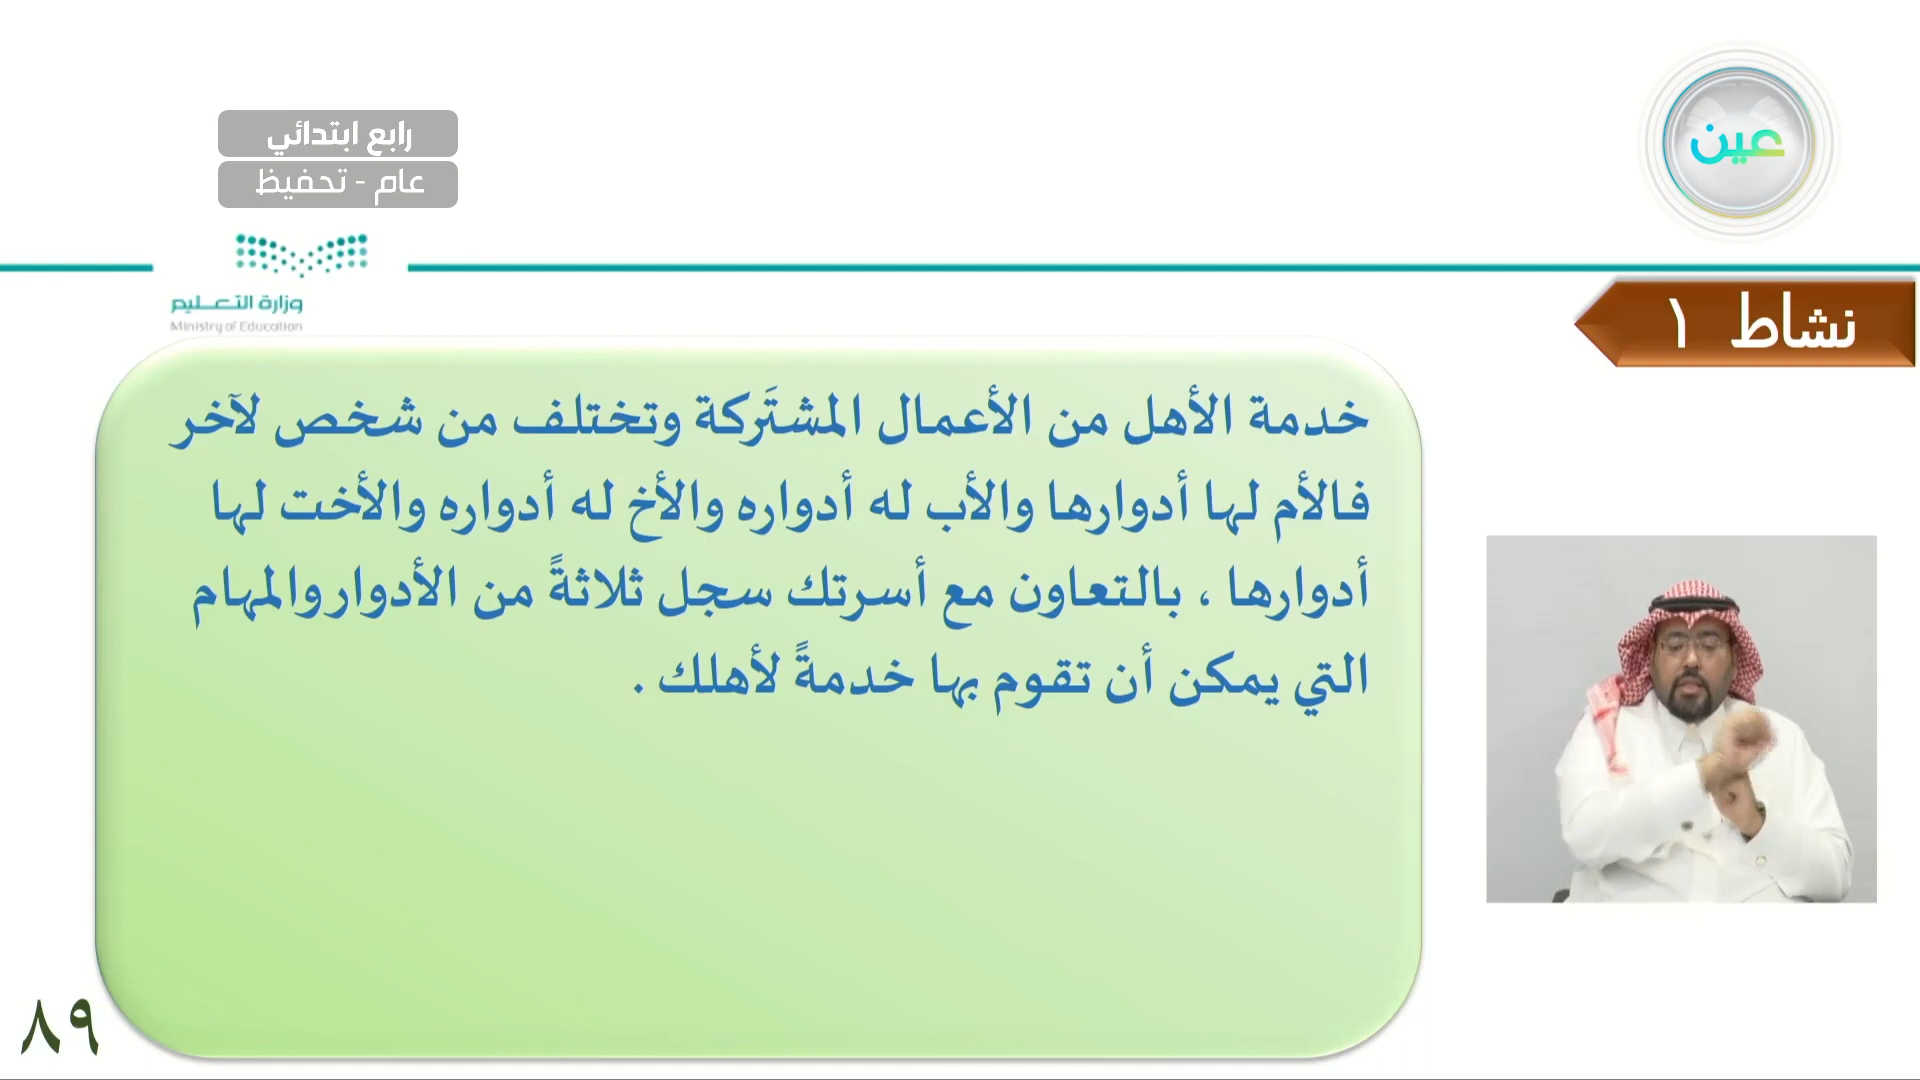 عين
رابع ابتدائي
عام - تحفيظ
وزارة التعليم
Ministry of Education
نشاط ١
خدمة الأهل من الأعمال المشتَركة وتختلف من شخص لآخر
فالأم لها أدوارها والأب له أدواره والأخ له أدواره والأخت لها
أدوارها ، بالتعاون مع أسرتك سجل ثلاثةً من الأدوار والمهام
التي يمكن أن تقوم بها خدمةً لأهلك .
٨٩